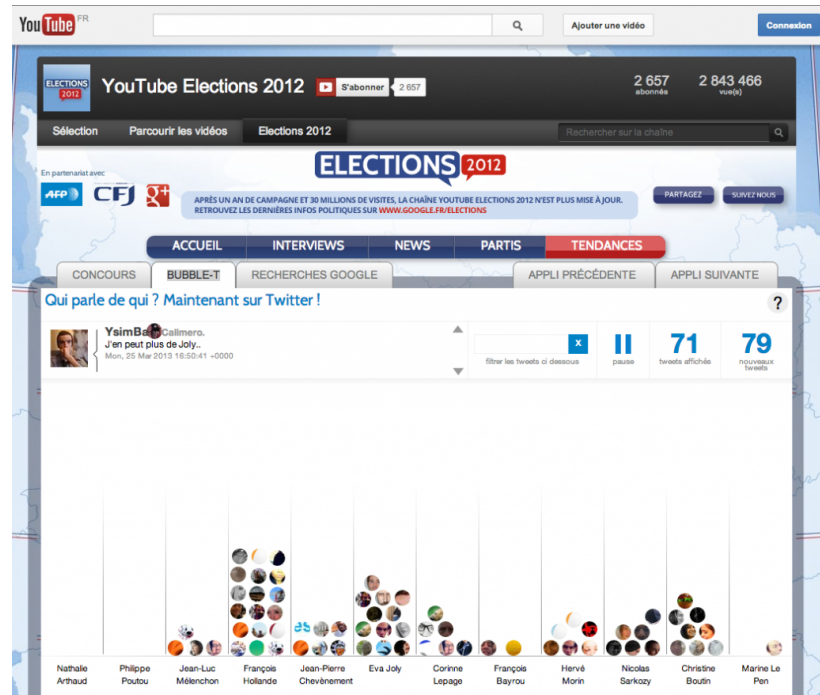 YouTube FR
Ajouter une vidéo
Connexion
ELECTIONS 2012
YouTube Elections 2012
S'abonner
2 657
2 657
abonnés
2 843 466
vue(s)
Sélection
Parcourir les vidéos
Elections 2012
Rechercher sur la chaîne
En partenariat avec
AFP
CFJ
g+
ELECTIONS 2012
APRÈS UN AN DE CAMPAGNE ET 30 MILLIONS DE VISITES, LA CHAÎNE YOUTUBE ELECTIONS 2012 N'EST PLUS MISE À JOUR.
RETROUVEZ LES DERNIÈRES INFOS POLITIQUES SUR WWW.GOOGLE.FR/ELECTIONS
PARTAGEZ
SUIVEZ NOUS
ACCUEIL
INTERVIEWS
NEWS
PARTIS
TENDANCES
CONCOURS
BUBBLE-T
RECHERCHES GOOGLE
APPLI PRÉCÉDENTE
APPLI SUIVANTE
Qui parle de qui ? Maintenant sur Twitter !
?
YsimBa Calimero.
J'en peut plus de Joly..
Mon, 25 Mar 2013 18:50:41 +0000
x
filtrer les tweets ci dessous
pause
71
tweets affichés
79
nouveaux
tweets
Nathalie
Arthaud
Philippe
Poutou
Jean-Luc
Mélenchon
François
Hollande
Jean-Pierre
Chevènement
Eva Joly
Corinne
Lepage
François
Bayrou
Hervé
Morin
Nicolas
Sarkozy
Christine
Boutin
Marine Le
Pen